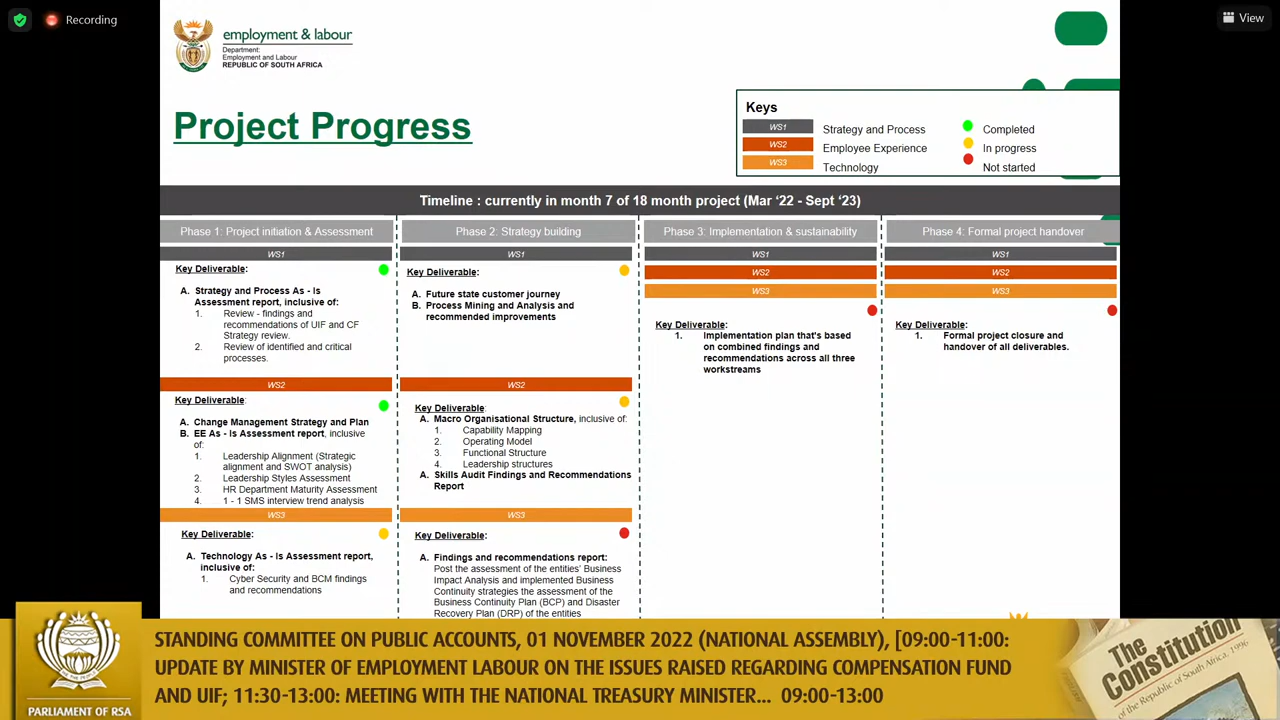 Recording
View
employment & labour
Department:
Employment and Labour
REPUBLIC OF SOUTH AFRICA
Project Progress
Keys
WS1 Strategy and Process Completed
WS2 Employee Experience In progress
WS3 Technology Not started
Timeline : currently in month 7 of 18 month project (Mar ‘22 - Sept ‘23)
Phase 1: Project initiation & Assessment
WS1
Key Deliverable:
A. Strategy and Process As - Is
Assessment report, inclusive of:
1. Review - findings and
recommendations of UIF and CF
Strategy review.
2. Review of identified and critical
processes.
WS2
Key Deliverable:
A. Change Management Strategy and Plan
B. EE As - Is Assessment report, inclusive
of:
1. Leadership Alignment (Strategic
alignment and SWOT analysis)
2. Leadership Styles Assessment
3. HR Department Maturity Assessment
4. 1 - 1 SMS interview trend analysis
WS3
Key Deliverable:
A. Technology As - Is Assessment report,
inclusive of:
1. Cyber Security and BCM findings
and recommendations
Phase 2: Strategy building
WS1
Key Deliverable:
A. Future state customer journey
B. Process Mining and Analysis and
recommended improvements
WS2
Key Deliverable:
A. Macro Organisational Structure, inclusive of:
1. Capability Mapping
2. Operating Model
3. Functional Structure
4. Leadership structures
A. Skills Audit Findings and Recommendations
Report
WS3
Key Deliverable:
A. Findings and recommendations report:
Post the assessment of the entities’ Business
Impact Analysis and implemented Business
Continuity strategies the assessment of the
Business Continuity Plan (BCP) and Disaster
Recovery Plan (DRP) of the entities
Phase 3: Implementation & sustainability
WS1
WS2
WS3
Key Deliverable:
1. Implementation plan that's based
on combined findings and
recommendations across all three
workstreams
Phase 4: Formal project handover
WS1
WS2
WS3
Key Deliverable:
1. Formal project closure and
handover of all deliverables.
PARLIAMENT OF RSA
STANDING COMMITTEE ON PUBLIC ACCOUNTS, 01 NOVEMBER 2022 (NATIONAL ASSEMBLY), [09:00-11:00:
UPDATE BY MINISTER OF EMPLOYMENT LABOUR ON THE ISSUES RAISED REGARDING COMPENSATION FUND
AND UIF; 11:30-13:00: MEETING WITH THE NATIONAL TREASURY MINISTER... 09:00-13:00
The
Constitution
of the Republic of South Africa, 1996